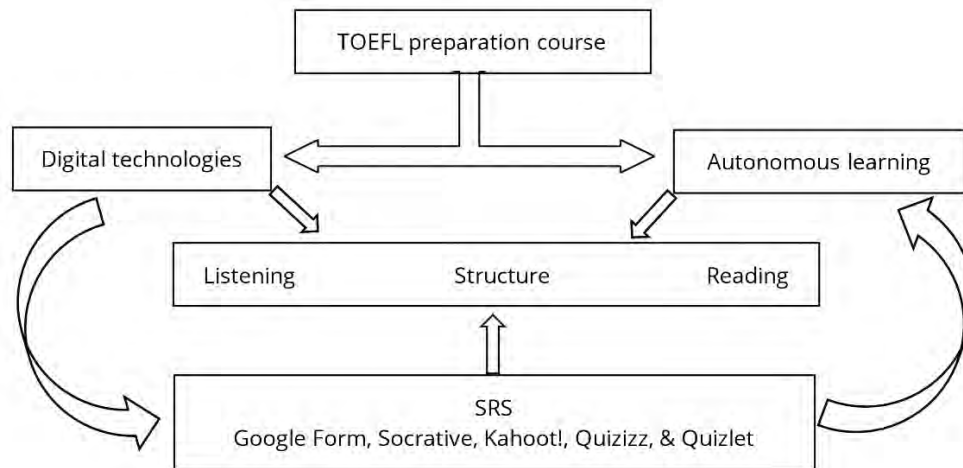 TOEFL preparation course
Digital technologies
Autonomous learning
Listening Structure Reading
SRS
Google Form, Socrative, Kahoot!, Quizizz, & Quizlet